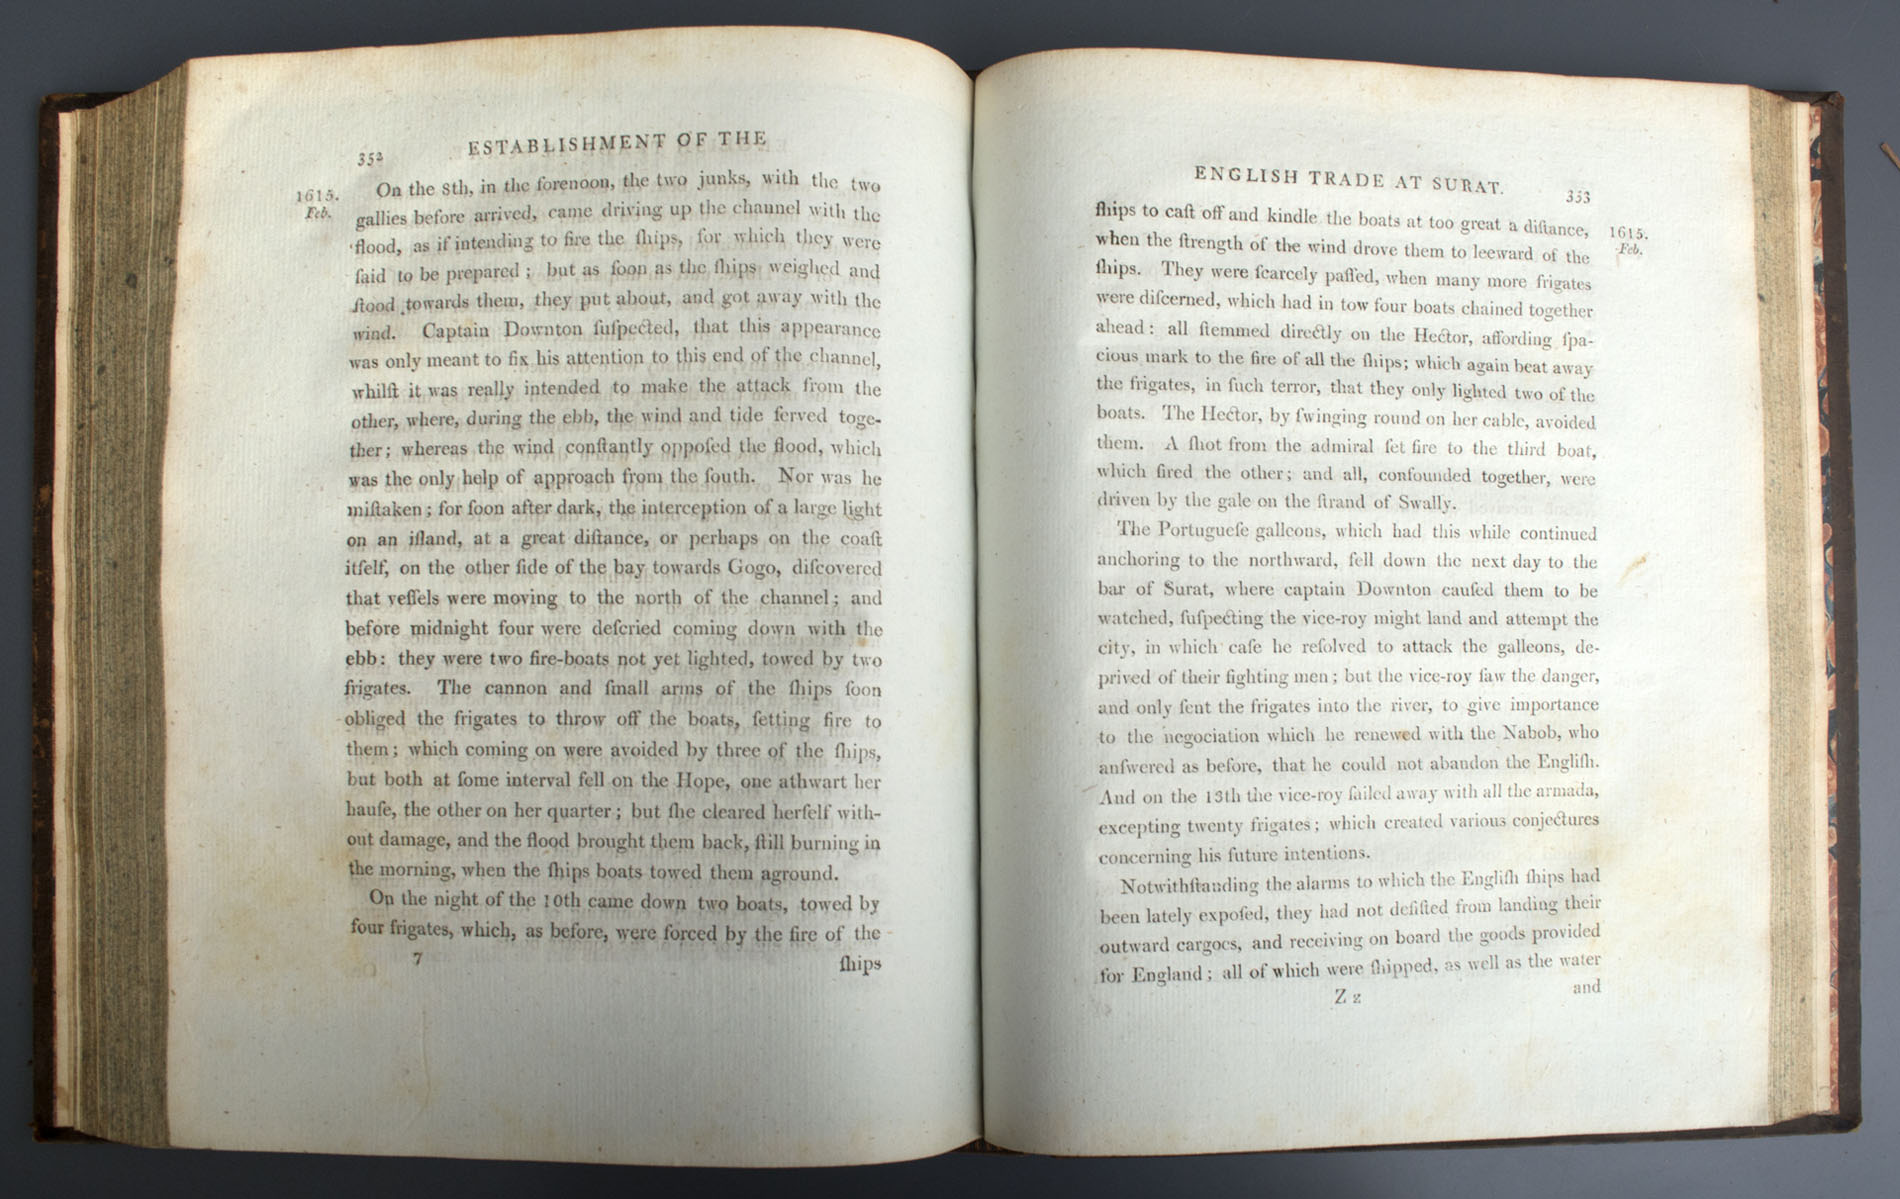 352 ESTABLISHMENT OF THE
1615.
Feb.
On the 8th, in the forenoon, the two junks, with the two
gallies before arrived, came driving up the channel with the
flood, as if intending to fire the ſhips, for which they were
ſaid to be prepared; but as ſoon as the ſhips weighed and
ſtood towards them, they put about, and got away with the
wind. Captain Downton ſuſpected, that this appearance
was only meant to fix his attention to this end of the channel,
whilſt it was really intended to make the attack from the
other, where, during the ebb, the wind and tide ſerved toge-
ther; whereas the wind conſtantly oppoſed the flood, which
was the only help of approach from the ſouth. Nor was he
miſtaken; for ſoon after dark, the interception of a large light
on an iſland, at a great diſtance, or perhaps on the coaſt
itſelf, on the other ſide of the bay towards Gogo, diſcovered
that veſſels were moving to the north of the channel; and
before midnight four were deſcried coming down with the
ebb: they were two fire-boats not yet lighted, towed by two
frigates. The cannon and ſmall arms of the ſhips ſoon
obliged the frigates to throw off the boats, ſetting fire to
them; which coming on were avoided by three of the ſhips,
but both at ſome interval fell on the Hope, one athwart her
hauſe, the other on her quarter; but ſhe cleared herſelf with-
out damage, and the flood brought them back, ſtill burning in
the morning, when the ſhips boats towed them aground.
On the night of the 10th came down two boats, towed by
four frigates, which, as before, were forced by the fire of the
7 ſhips
ENGLISH TRADE AT SURAT. 353
1615.
Feb.
ſhips to caſt off and kindle the boats at too great a diſtance,
when the ſtrength of the wind drove them to leeward of the
ſhips. They were ſcarcely paſſed, when many more frigates
were diſcerned, which had in tow four boats chained together
ahead: all ſtemmed directly on the Hector, affording ſpa-
cious mark to the fire of all the ſhips; which again beat away
the frigates, in ſuch terror, that they only lighted two of the
boats. The Hector, by ſwinging round on her cable, avoided
them. A ſhot from the admiral ſet fire to the third boat,
which fired the other; and all, confounded together, were
driven by the gale on the ſtrand of Swally.
The Portugueſe galleons, which had this while continued
anchoring to the northward, fell down the next day to the
bar of Surat, where captain Downton cauſed them to be
watched, ſuſpecting the vice-roy might land and attempt the
city, in which caſe he reſolved to attack the galleons, de-
prived of their fighting men; but the vice-roy ſaw the danger,
and only ſent the frigates into the river, to give importance
to the negociation which he renewed with the Nabob, who
anſwered as before, that he could not abandon the Engliſh.
And on the 13th the vice-roy ſailed away with all the armada,
excepting twenty frigates; which created various conjectures
concerning his future intentions.
Notwithſtanding the alarms to which the Engliſh ſhips had
been lately expoſed, they had not deſiſted from landing their
outward cargoes, and receiving on board the goods provided
for England; all of which were ſhipped, as well as the water
Z z and